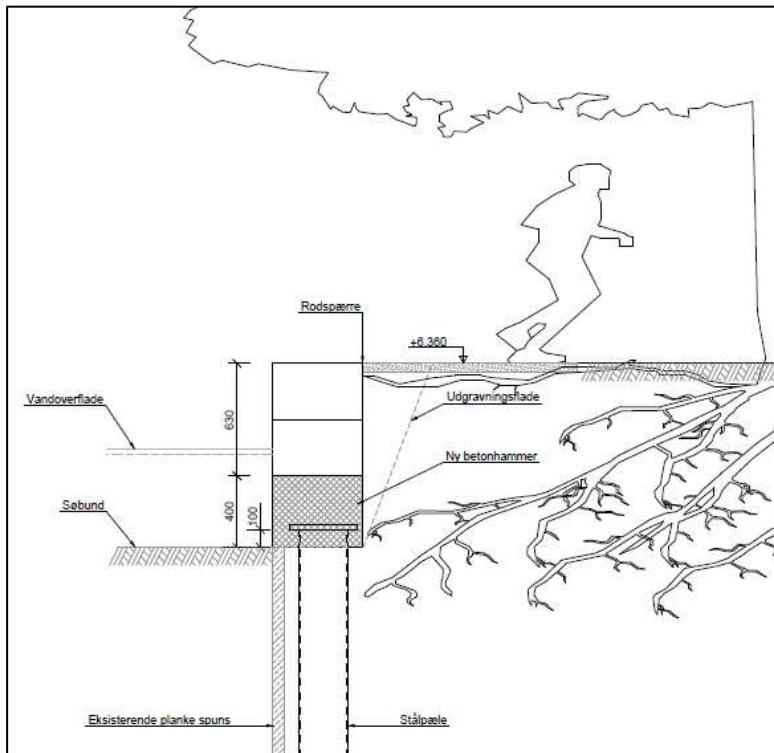 Rodspærre
+6.360
Vandoverflade
630
Udgravningsflade
Ny betonhammer
Søbund
400
100
Eksisterende planke spuns
Stålpæle